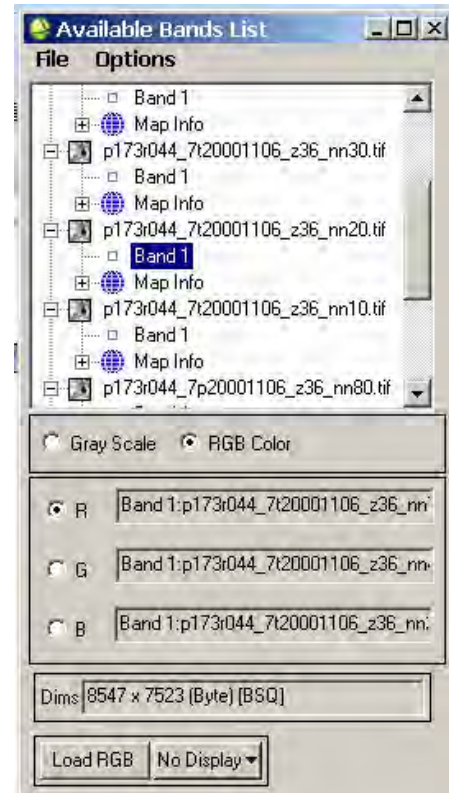 Available Bands List
File Options
Band 1
Map Info
p173r044_7t20001106_z36_nn30.tif
Band 1
Map Info
p173r044_7t20001106_z36_nn20.tif
Band 1
Map Info
p173r044_7t20001106_z36_nn10.tif
Band 1
Map Info
p173r044_7p20001106_z36_nn80.tif
Gray Scale RGB Color
R Band 1:p173r044_7t20001106_z36_nn
G Band 1:p173r044_7t20001106_z36_nn
B Band 1:p173r044_7t20001106_z36_nn
Dims 8547 x 7523 (Byte) [BSQ]
Load RGB No Display